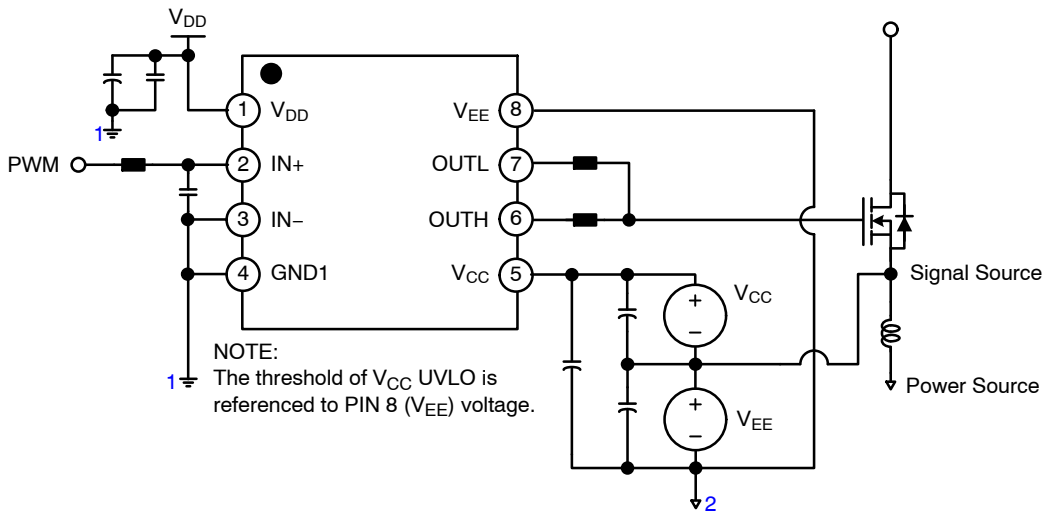 VDD
1
PWM
1 VDD
2 IN+
3 IN−
4 GND1
VEE 8
OUTL 7
OUTH 6
VCC 5
1
NOTE:
The threshold of VCC UVLO is
referenced to PIN 8 (VEE) voltage.
+
−
VCC
+
−
VEE
2
Signal Source
Power Source